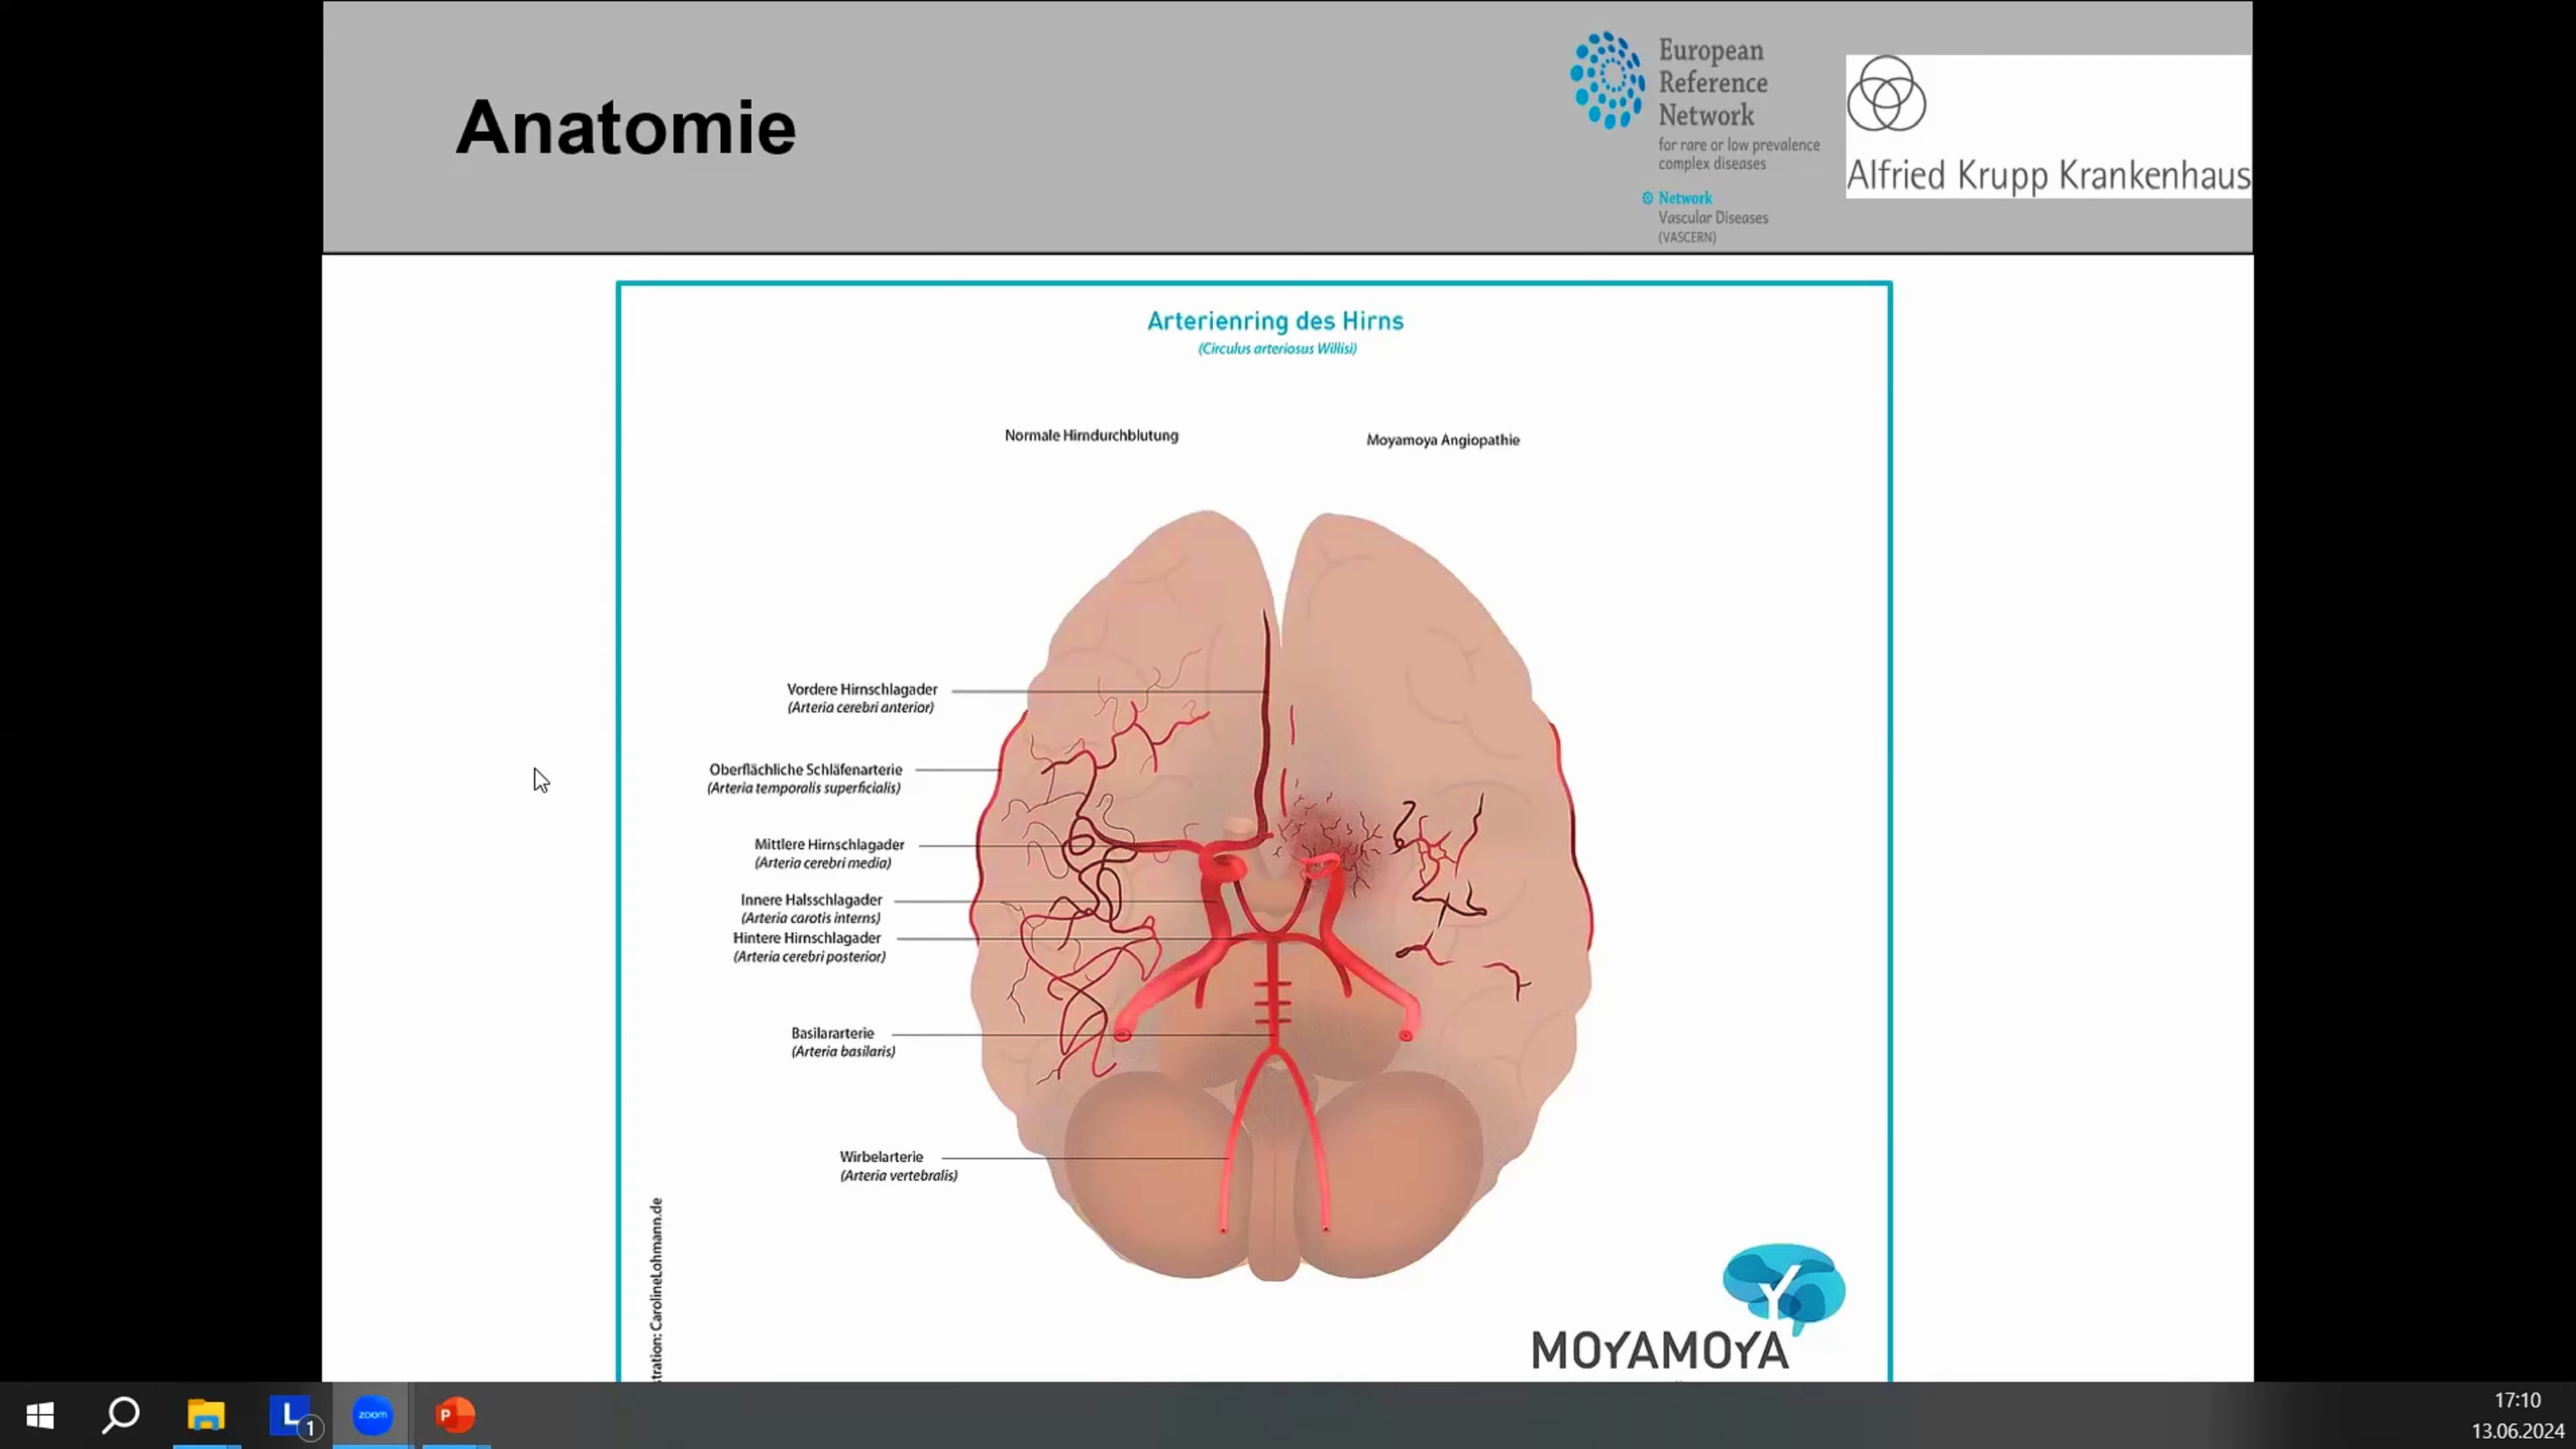 Anatomie
European
Reference
Network
for rare or low prevalence
complex diseases
Network
Vascular Diseases
(VASCERN)
Alfried Krupp Krankenhaus
Arterienring des Hirns
(Circulus arteriosus Willisi)
Normale Hirndurchblutung
Moyamoya Angiopathie
Vordere Hirnschlagader
(Arteria cerebri anterior)
Oberflächliche Schläfenarterie
(Arteria temporalis superficialis)
Mittlere Hirnschlagader
(Arteria cerebri media)
Innere Halsschlagader
(Arteria carotis interns)
Hintere Hirnschlagader
(Arteria cerebri posterior)
Basilararterie
(Arteria basilaris)
Wirbelarterie
(Arteria vertebralis)
stration: CarolineLohmann.de
Y
MOYAMOYA
L
1
zoom
P
17:10
13.06.2024